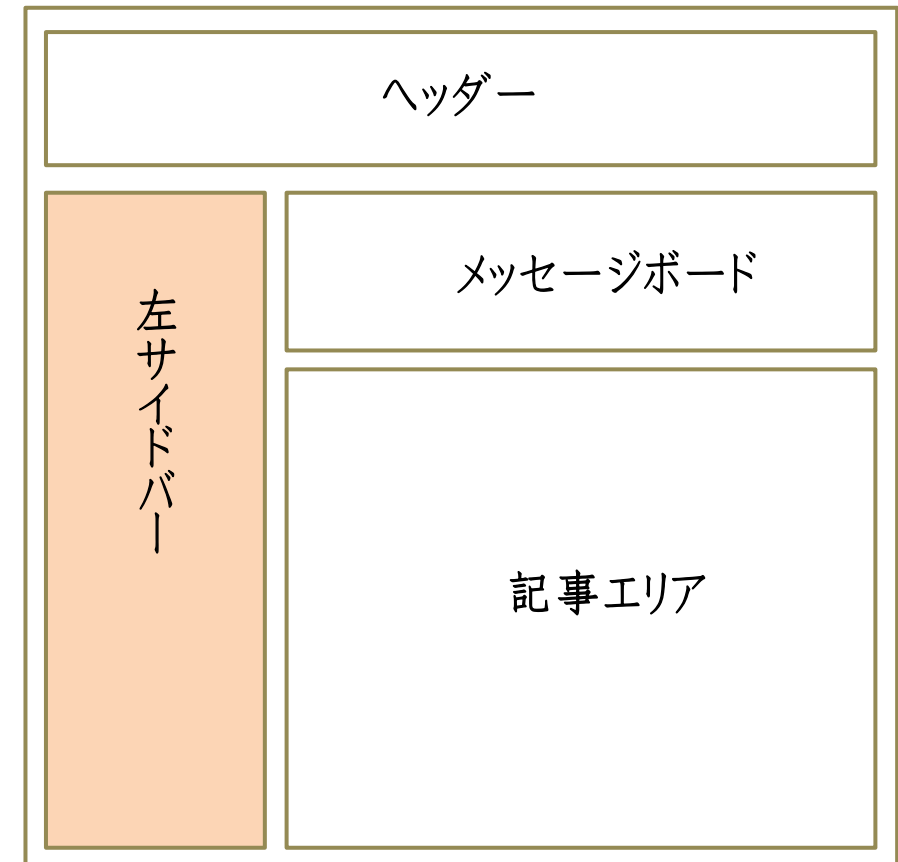 ヘッダー
メッセージボード
左サイドバー
記事エリア